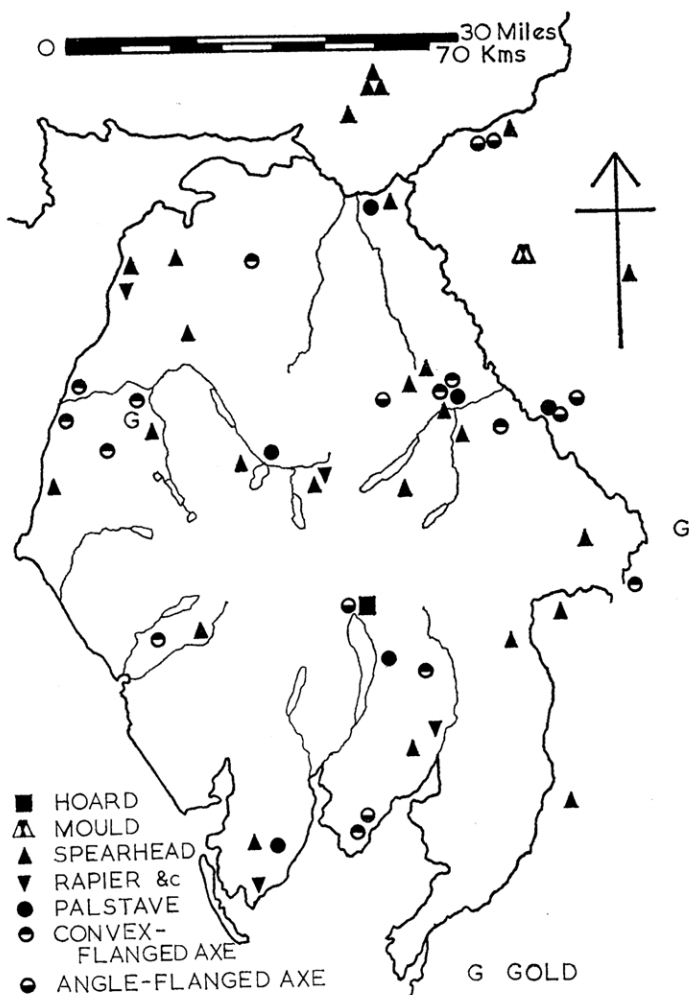 O 30 Miles
70 Kms
G
G
HOARD
MOULD
SPEARHEAD
RAPIER &c
PALSTAVE
CONVEX-
FLANGED AXE
ANGLE-FLANGED AXE
G GOLD